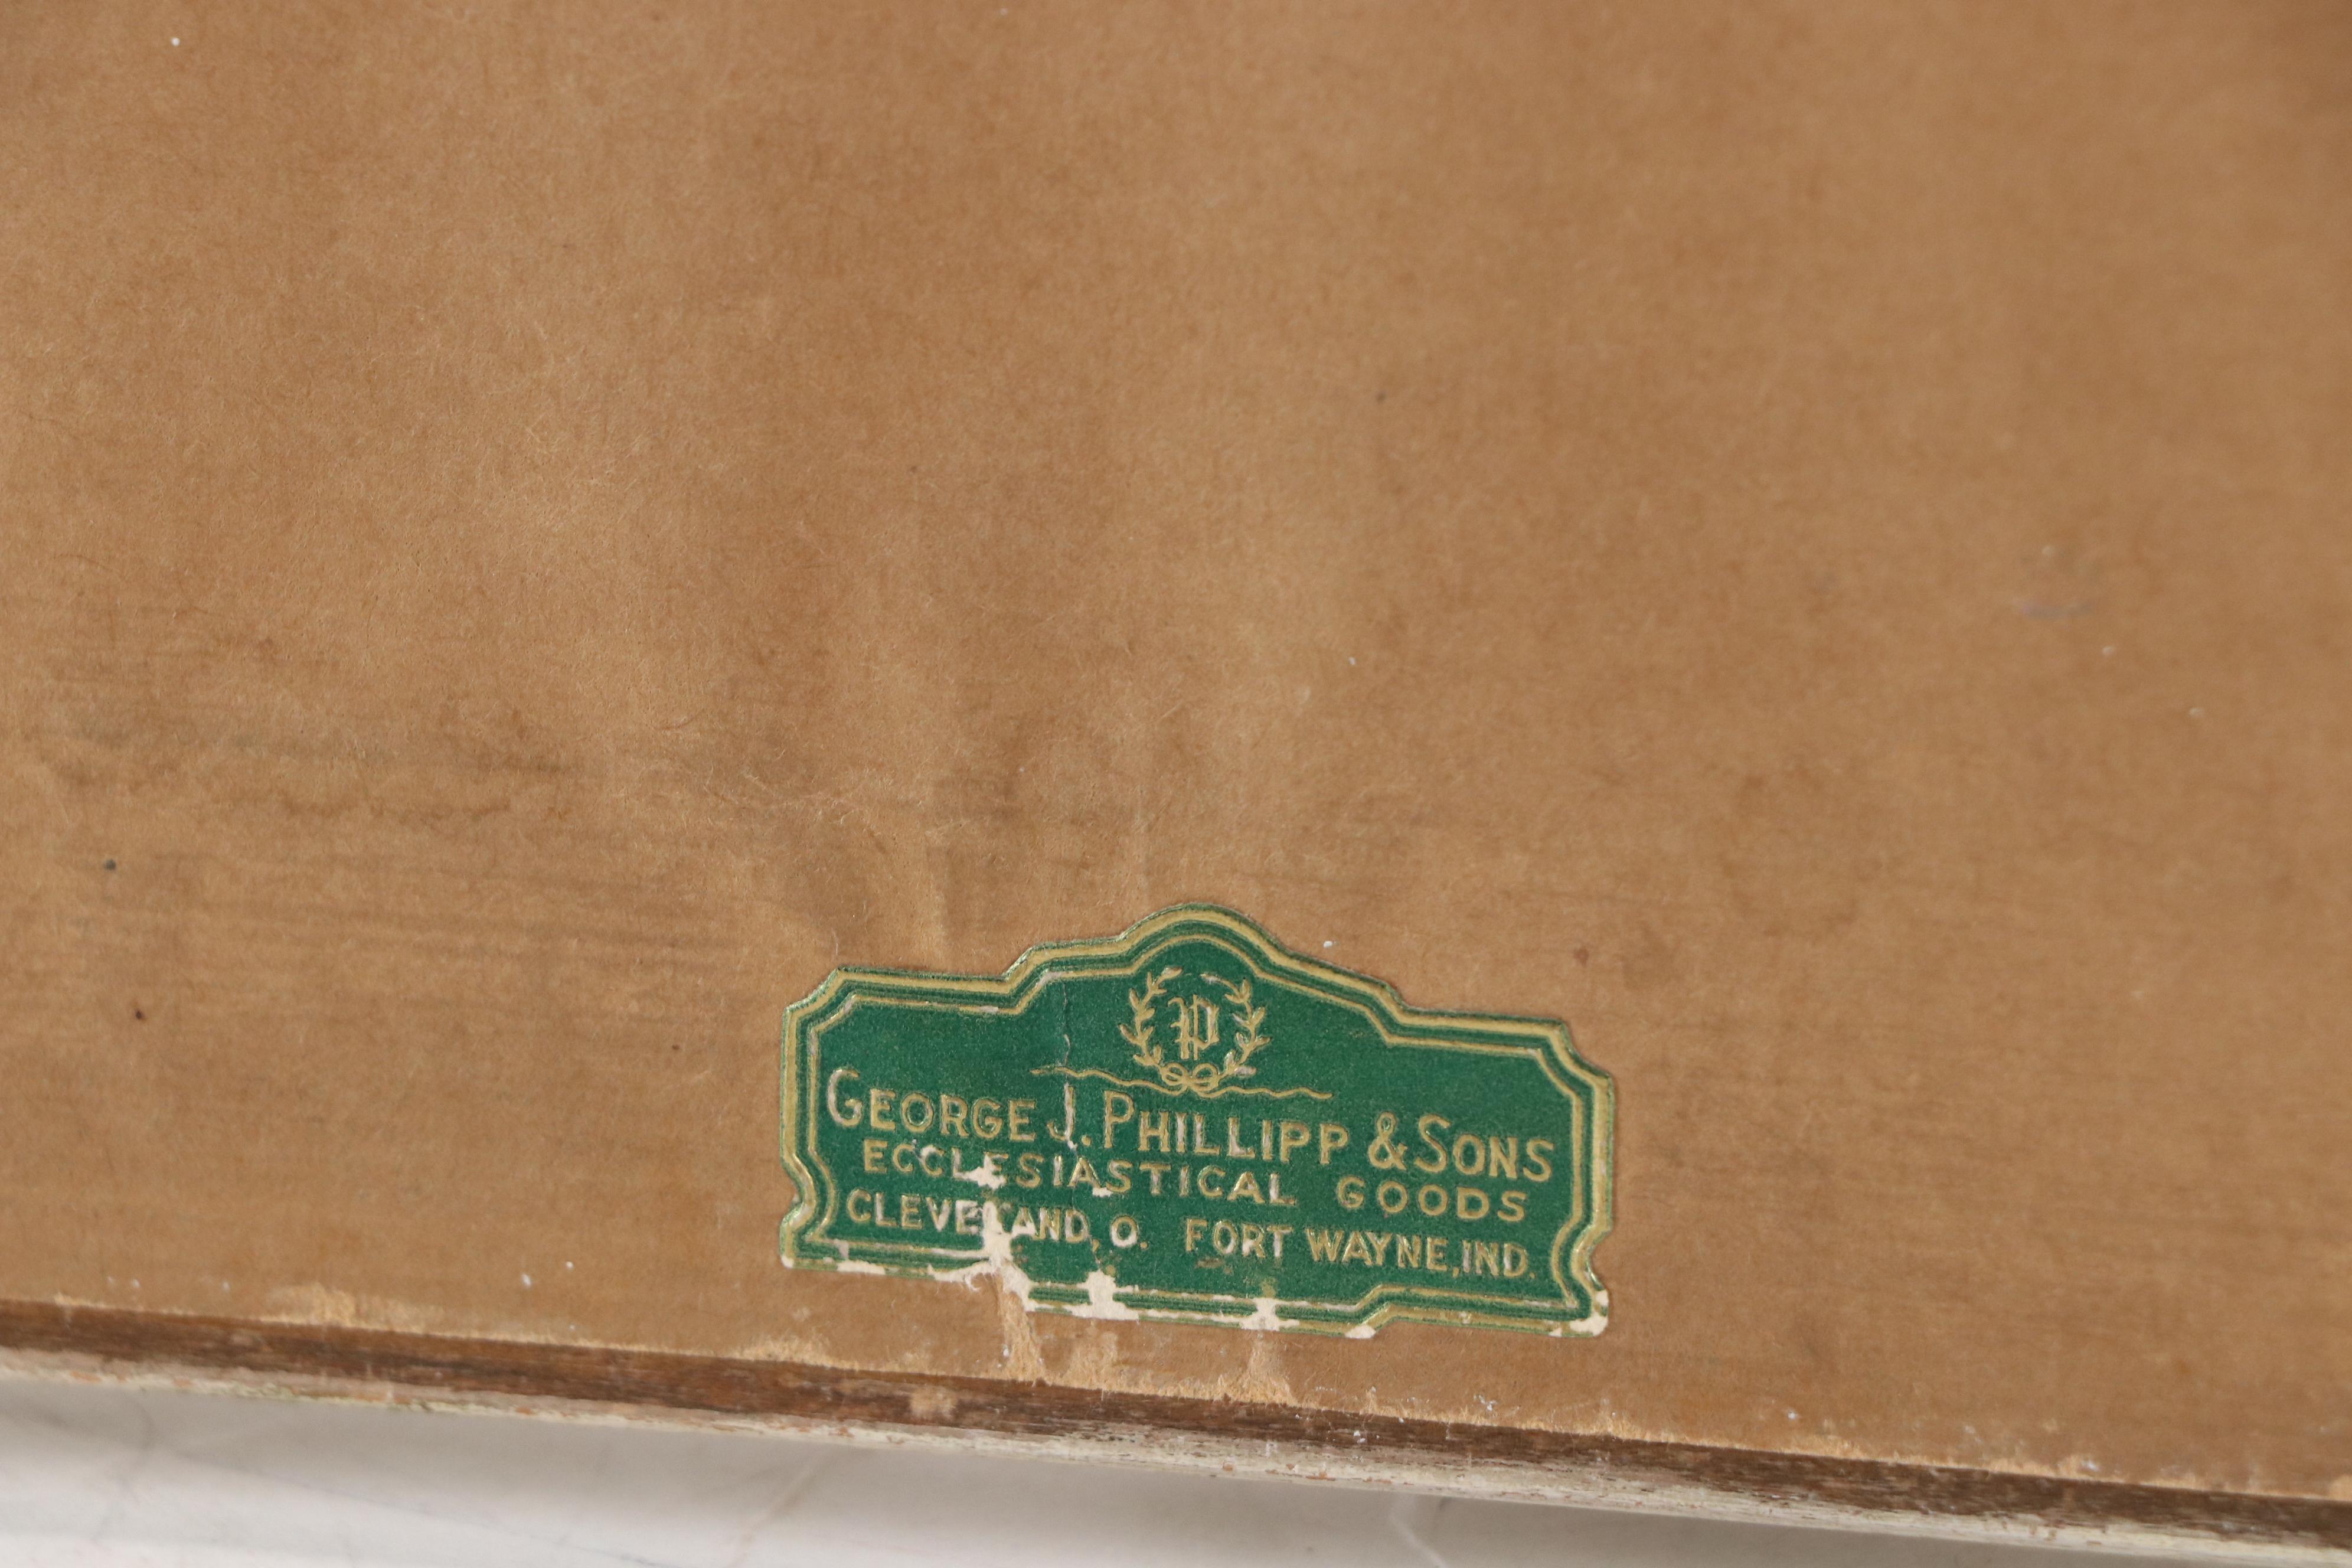 P
GEORGE J. PHILLIPP & SONS
ECCLESIASTICAL GOODS
CLEVELAND, O. FORT WAYNE, IND.